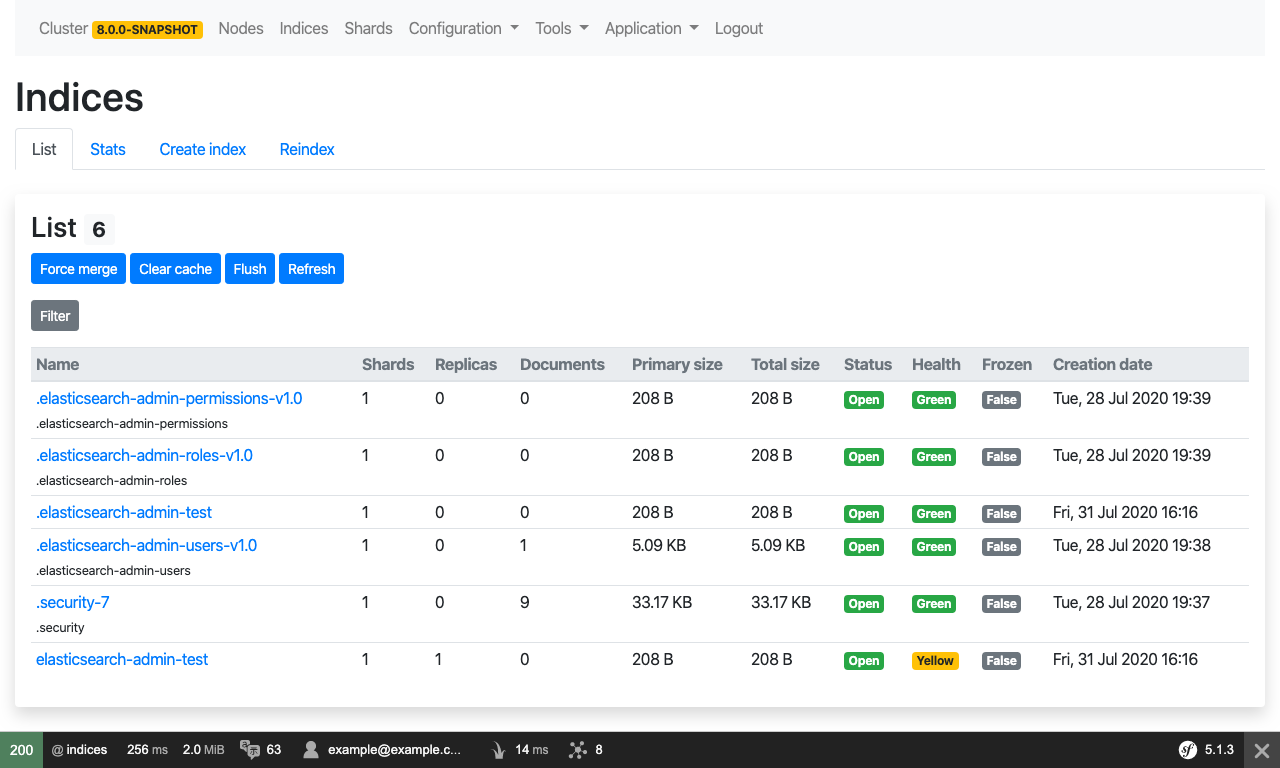 Cluster 8.0.0-SNAPSHOT Nodes Indices Shards Configuration Tools Application Logout
Indices
List Stats Create index Reindex
List 6
Force merge Clear cache Flush Refresh
Filter
Name Shards Replicas Documents Primary size Total size Status Health Frozen Creation date
.elasticsearch-admin-permissions-v1.0 1 0 0 208 B 208 B Open Green False Tue, 28 Jul 2020 19:39
.elasticsearch-admin-permissions
.elasticsearch-admin-roles-v1.0 1 0 0 208 B 208 B Open Green False Tue, 28 Jul 2020 19:39
.elasticsearch-admin-roles
.elasticsearch-admin-test 1 0 0 208 B 208 B Open Green False Fri, 31 Jul 2020 16:16
.elasticsearch-admin-users-v1.0 1 0 1 5.09 KB 5.09 KB Open Green False Tue, 28 Jul 2020 19:38
.elasticsearch-admin-users
.security-7 1 0 9 33.17 KB 33.17 KB Open Green False Tue, 28 Jul 2020 19:37
.security
elasticsearch-admin-test 1 1 0 208 B 208 B Open Yellow False Fri, 31 Jul 2020 16:16
200 @ indices 256 ms 2.0 MiB 63 example@example.c... 14 ms 8 sf 5.1.3